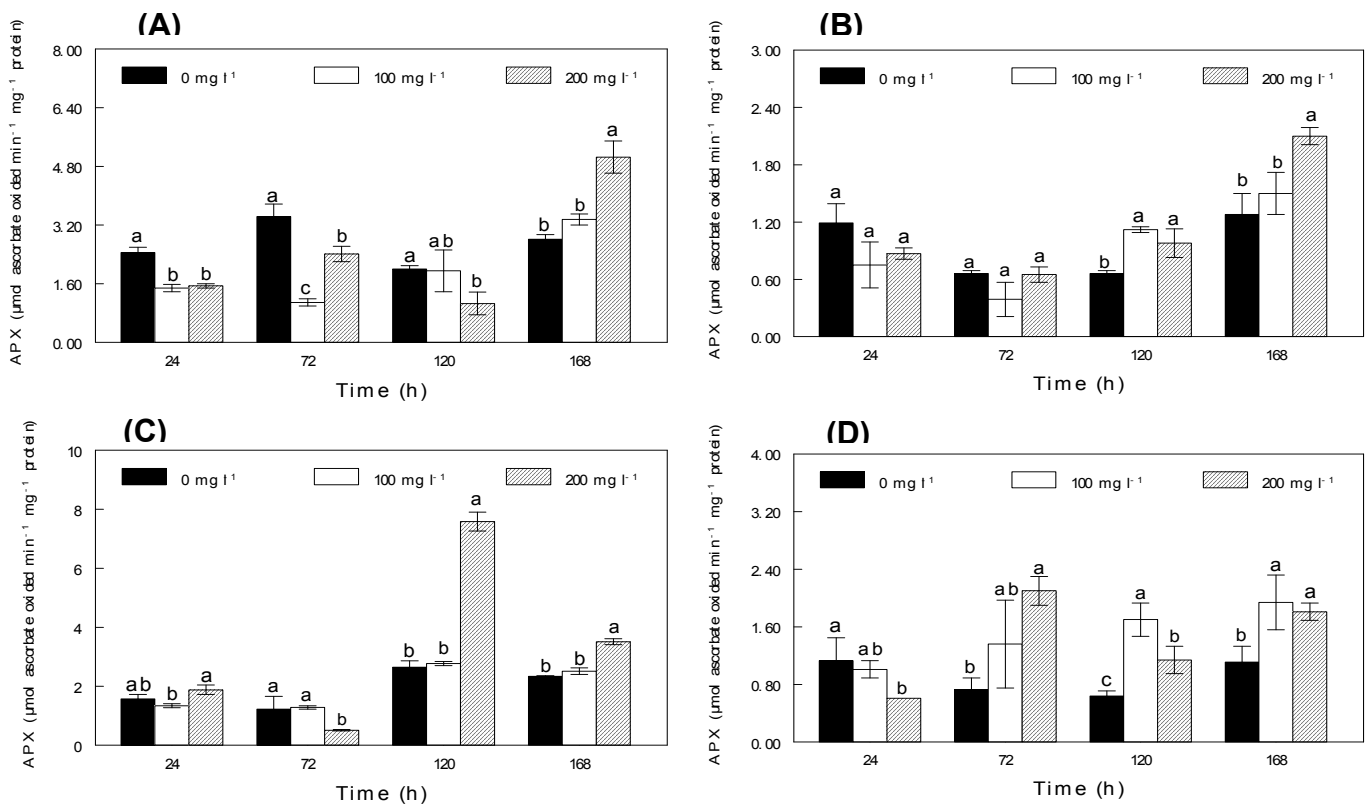 (A)
APX (µmol ascorbate oxided min⁻¹ mg⁻¹ protein)
8.00
6.40
4.80
3.20
1.60
0.00
0 mg l⁻¹ 100 mg l⁻¹ 200 mg l⁻¹
a b b
a c b
a ab b
b b a
24 72 120 168
Time (h)
(B)
APX (µmol ascorbate oxided min⁻¹ mg⁻¹ protein)
3.00
2.40
1.80
1.20
0.60
0.00
0 mg l⁻¹ 100 mg l⁻¹ 200 mg l⁻¹
a a a
a a a
b a a
b b a
24 72 120 168
Time (h)
(C)
APX (µmol ascorbate oxided min⁻¹ mg⁻¹ protein)
10
8
6
4
2
0
0 mg l⁻¹ 100 mg l⁻¹ 200 mg l⁻¹
ab b a
a a b
b b a
b b a
24 72 120 168
Time (h)
(D)
APX (µmol ascorbate oxided min⁻¹ mg⁻¹ protein)
4.00
3.20
2.40
1.60
0.80
0.00
0 mg l⁻¹ 100 mg l⁻¹ 200 mg l⁻¹
a ab b
b ab a
c a b
b a a
24 72 120 168
Time (h)